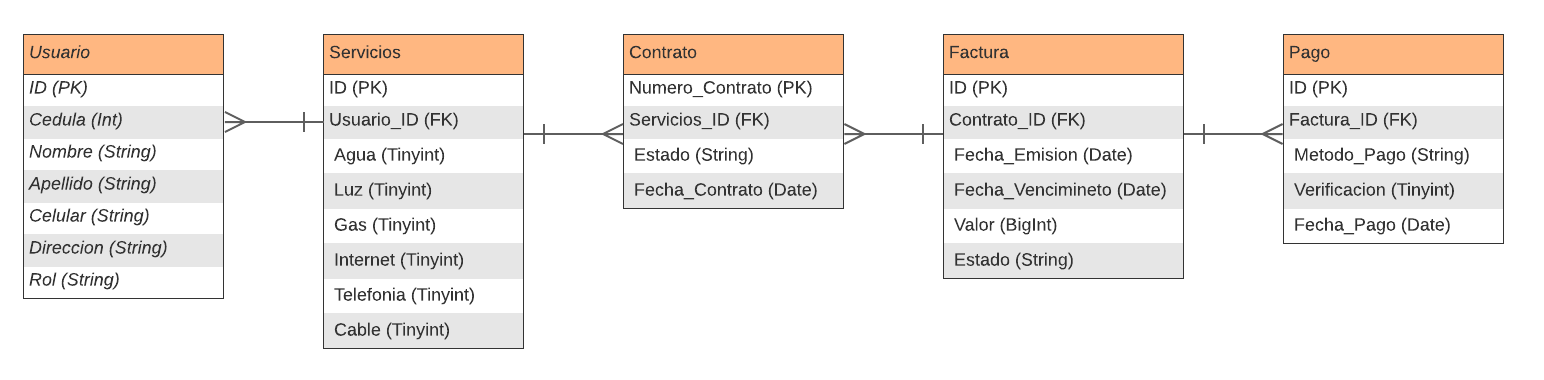 Usuario
ID (PK)
Cedula (Int)
Nombre (String)
Apellido (String)
Celular (String)
Direccion (String)
Rol (String)
Servicios
ID (PK)
Usuario_ID (FK)
Agua (Tinyint)
Luz (Tinyint)
Gas (Tinyint)
Internet (Tinyint)
Telefonia (Tinyint)
Cable (Tinyint)
Contrato
Numero_Contrato (PK)
Servicios_ID (FK)
Estado (String)
Fecha_Contrato (Date)
Factura
ID (PK)
Contrato_ID (FK)
Fecha_Emision (Date)
Fecha_Vencimineto (Date)
Valor (BigInt)
Estado (String)
Pago
ID (PK)
Factura_ID (FK)
Metodo_Pago (String)
Verificacion (Tinyint)
Fecha_Pago (Date)